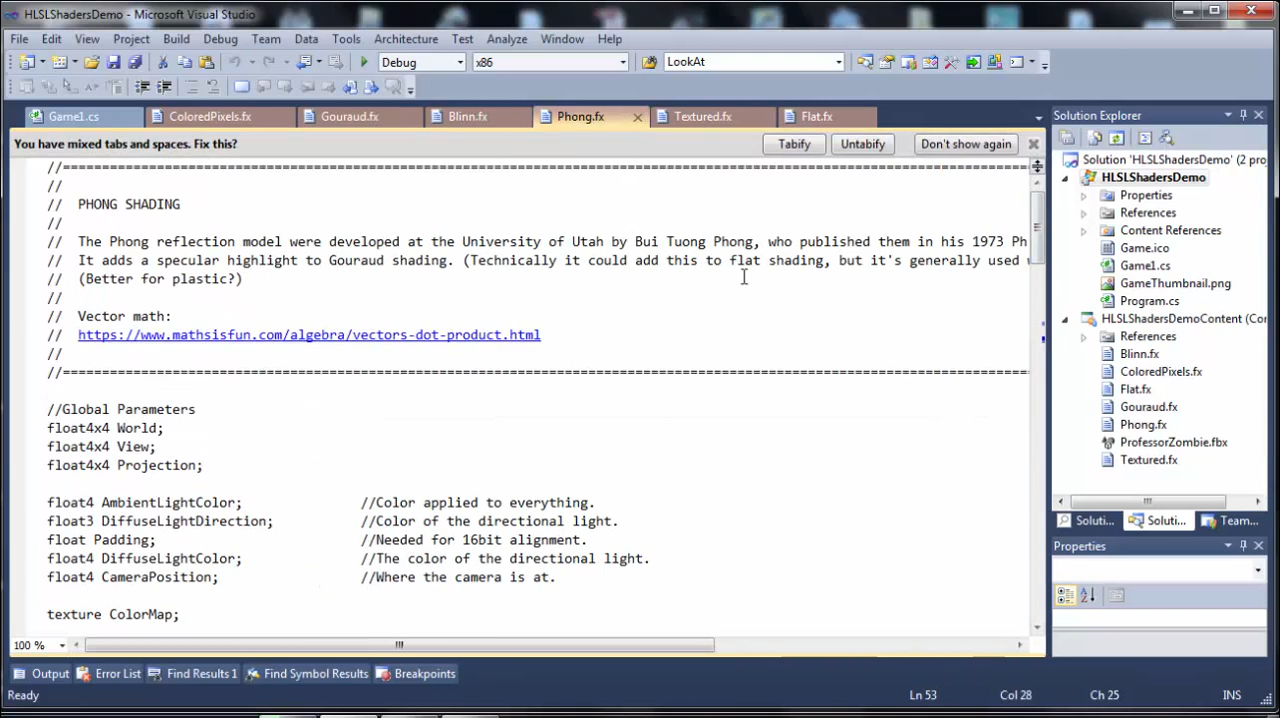 HLSLShadersDemo - Microsoft Visual Studio
File Edit View Project Build Debug Team Data Tools Architecture Test Analyze Window Help
Debug x86 LookAt
Game1.cs ColoredPixels.fx Gouraud.fx Blinn.fx Phong.fx Textured.fx Flat.fx
You have mixed tabs and spaces. Fix this? Tabify Untabify Don't show again
//
// PHONG SHADING
//
// The Phong reflection model were developed at the University of Utah by Bui Tuong Phong, who published them in his 1973 Ph
// It adds a specular highlight to Gouraud shading. (Technically it could add this to flat shading, but it's generally used
// (Better for plastic?)
//
// Vector math:
// https://www.mathsisfun.com/algebra/vectors-dot-product.html
//
//Global Parameters
float4x4 World;
float4x4 View;
float4x4 Projection;
float4 AmbientLightColor; //Color applied to everything.
float3 DiffuseLightDirection; //Color of the directional light.
float Padding; //Needed for 16bit alignment.
float4 DiffuseLightColor; //The color of the directional light.
float4 CameraPosition; //Where the camera is at.
texture ColorMap;
100 %
Solution Explorer
Solution 'HLSLShadersDemo' (2 pro
HLSLShadersDemo
Properties
References
Content References
Game.ico
Game1.cs
GameThumbnail.png
Program.cs
HLSLShadersDemoContent (Con
References
Blinn.fx
ColoredPixels.fx
Flat.fx
Gouraud.fx
Phong.fx
ProfessorZombie.fbx
Textured.fx
Soluti... Soluti... Team...
Properties
Output Error List Find Results 1 Find Symbol Results Breakpoints
Ready Ln 53 Col 28 Ch 25 INS